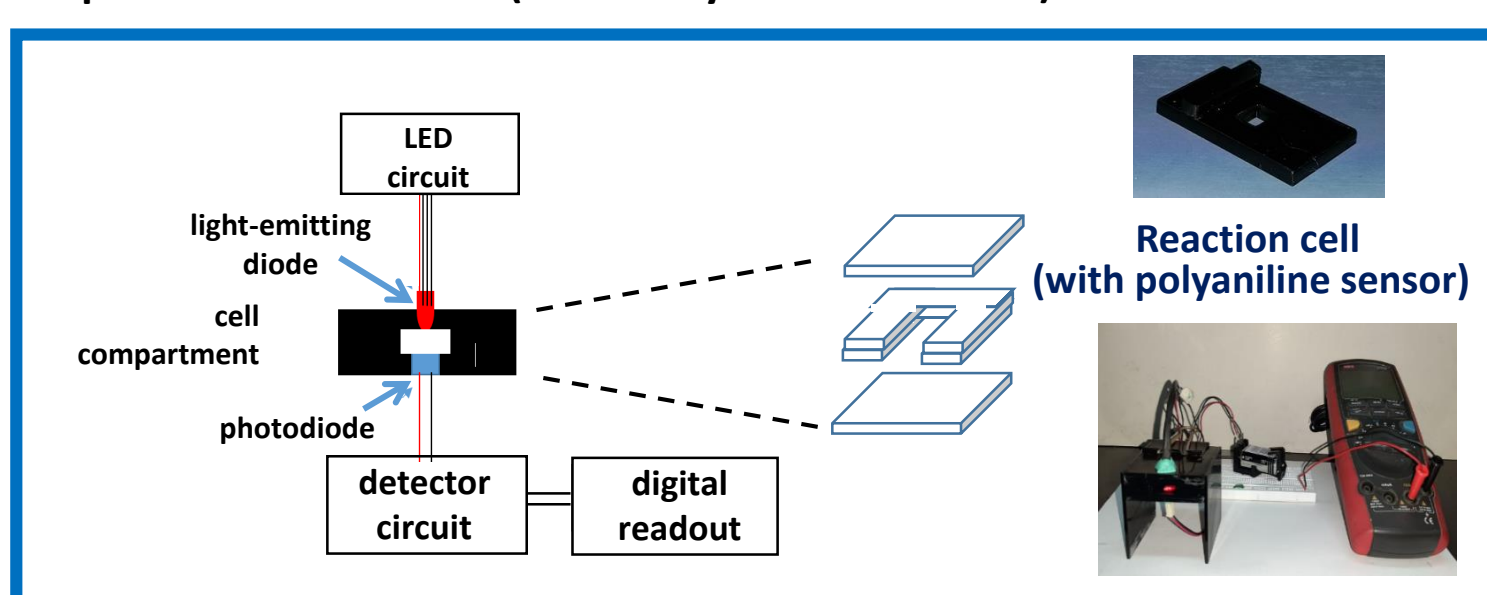 LED
circuit
light-emitting
diode
cell
compartment
photodiode
detector
circuit
digital
readout
Reaction cell
(with polyaniline sensor)